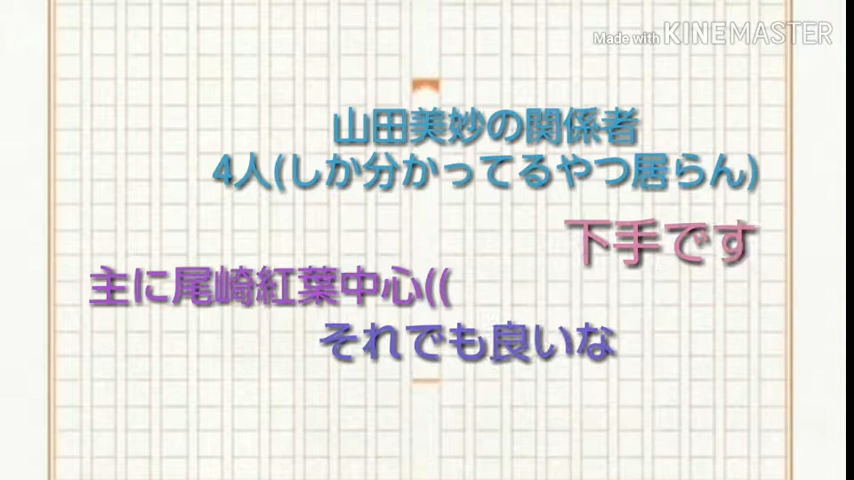 Made with KINEMASTER
山田美妙の関係者
4人(しか分かってるやつ居らん)
下手です
主に尾崎紅葉中心((
それでも良いな